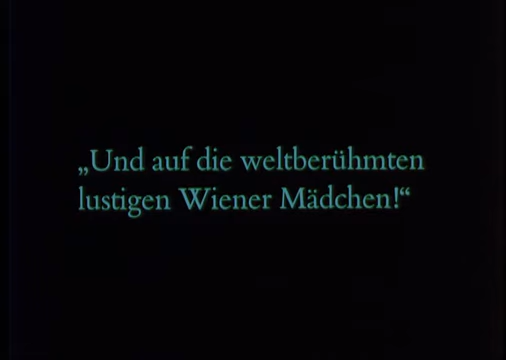 „Und auf die weltberühmten
lustigen Wiener Mädchen!“